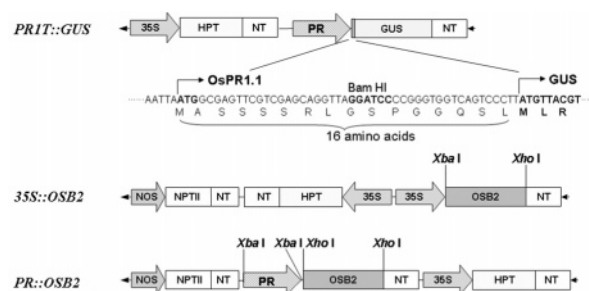 PR1T::GUS 35S HPT NT PR GUS
OsPR1.1 Bam HI GUS
AATTAATGGCGAGTTCGTCGAGCAGGTTAGGATCCCCGGGTGGTCAGTCCCTTATGTTACGT
M A S S S S R L G S P G G Q S L M L R
16 amino acids
Xba I Xho I
35S::OSB2 NOS NPTII NT NT HPT 35S 35S OSB2 NT
Xba I Xba I Xho I Xho I
PR::OSB2 NOS NPTII NT PR OSB2 NT 35S HPT NT